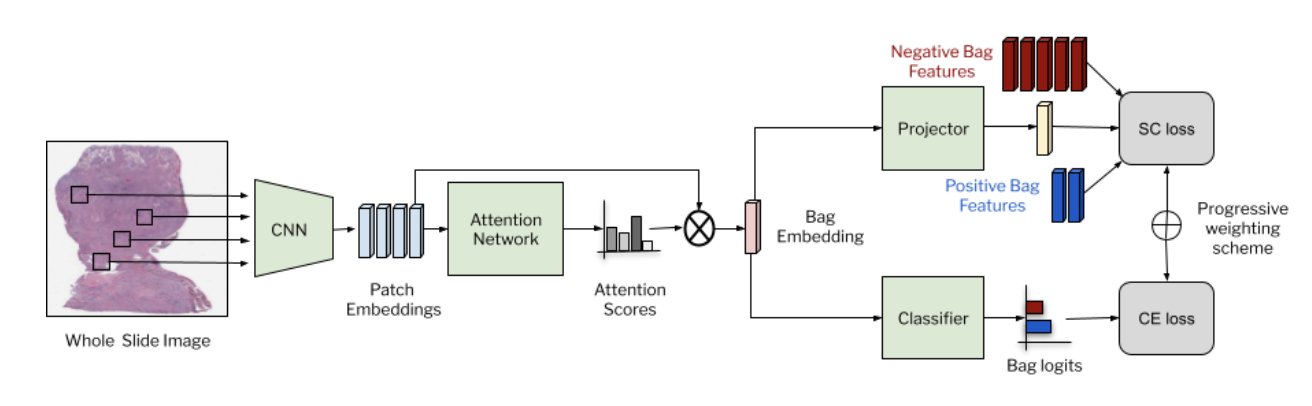 Negative Bag
Features
Projector
SC loss
Positive Bag
Features
CNN
Attention
Network
Bag
Embedding
Progressive
weighting
scheme
Patch
Embeddings
Attention
Scores
Whole Slide Image
Classifier
CE loss
Bag logits